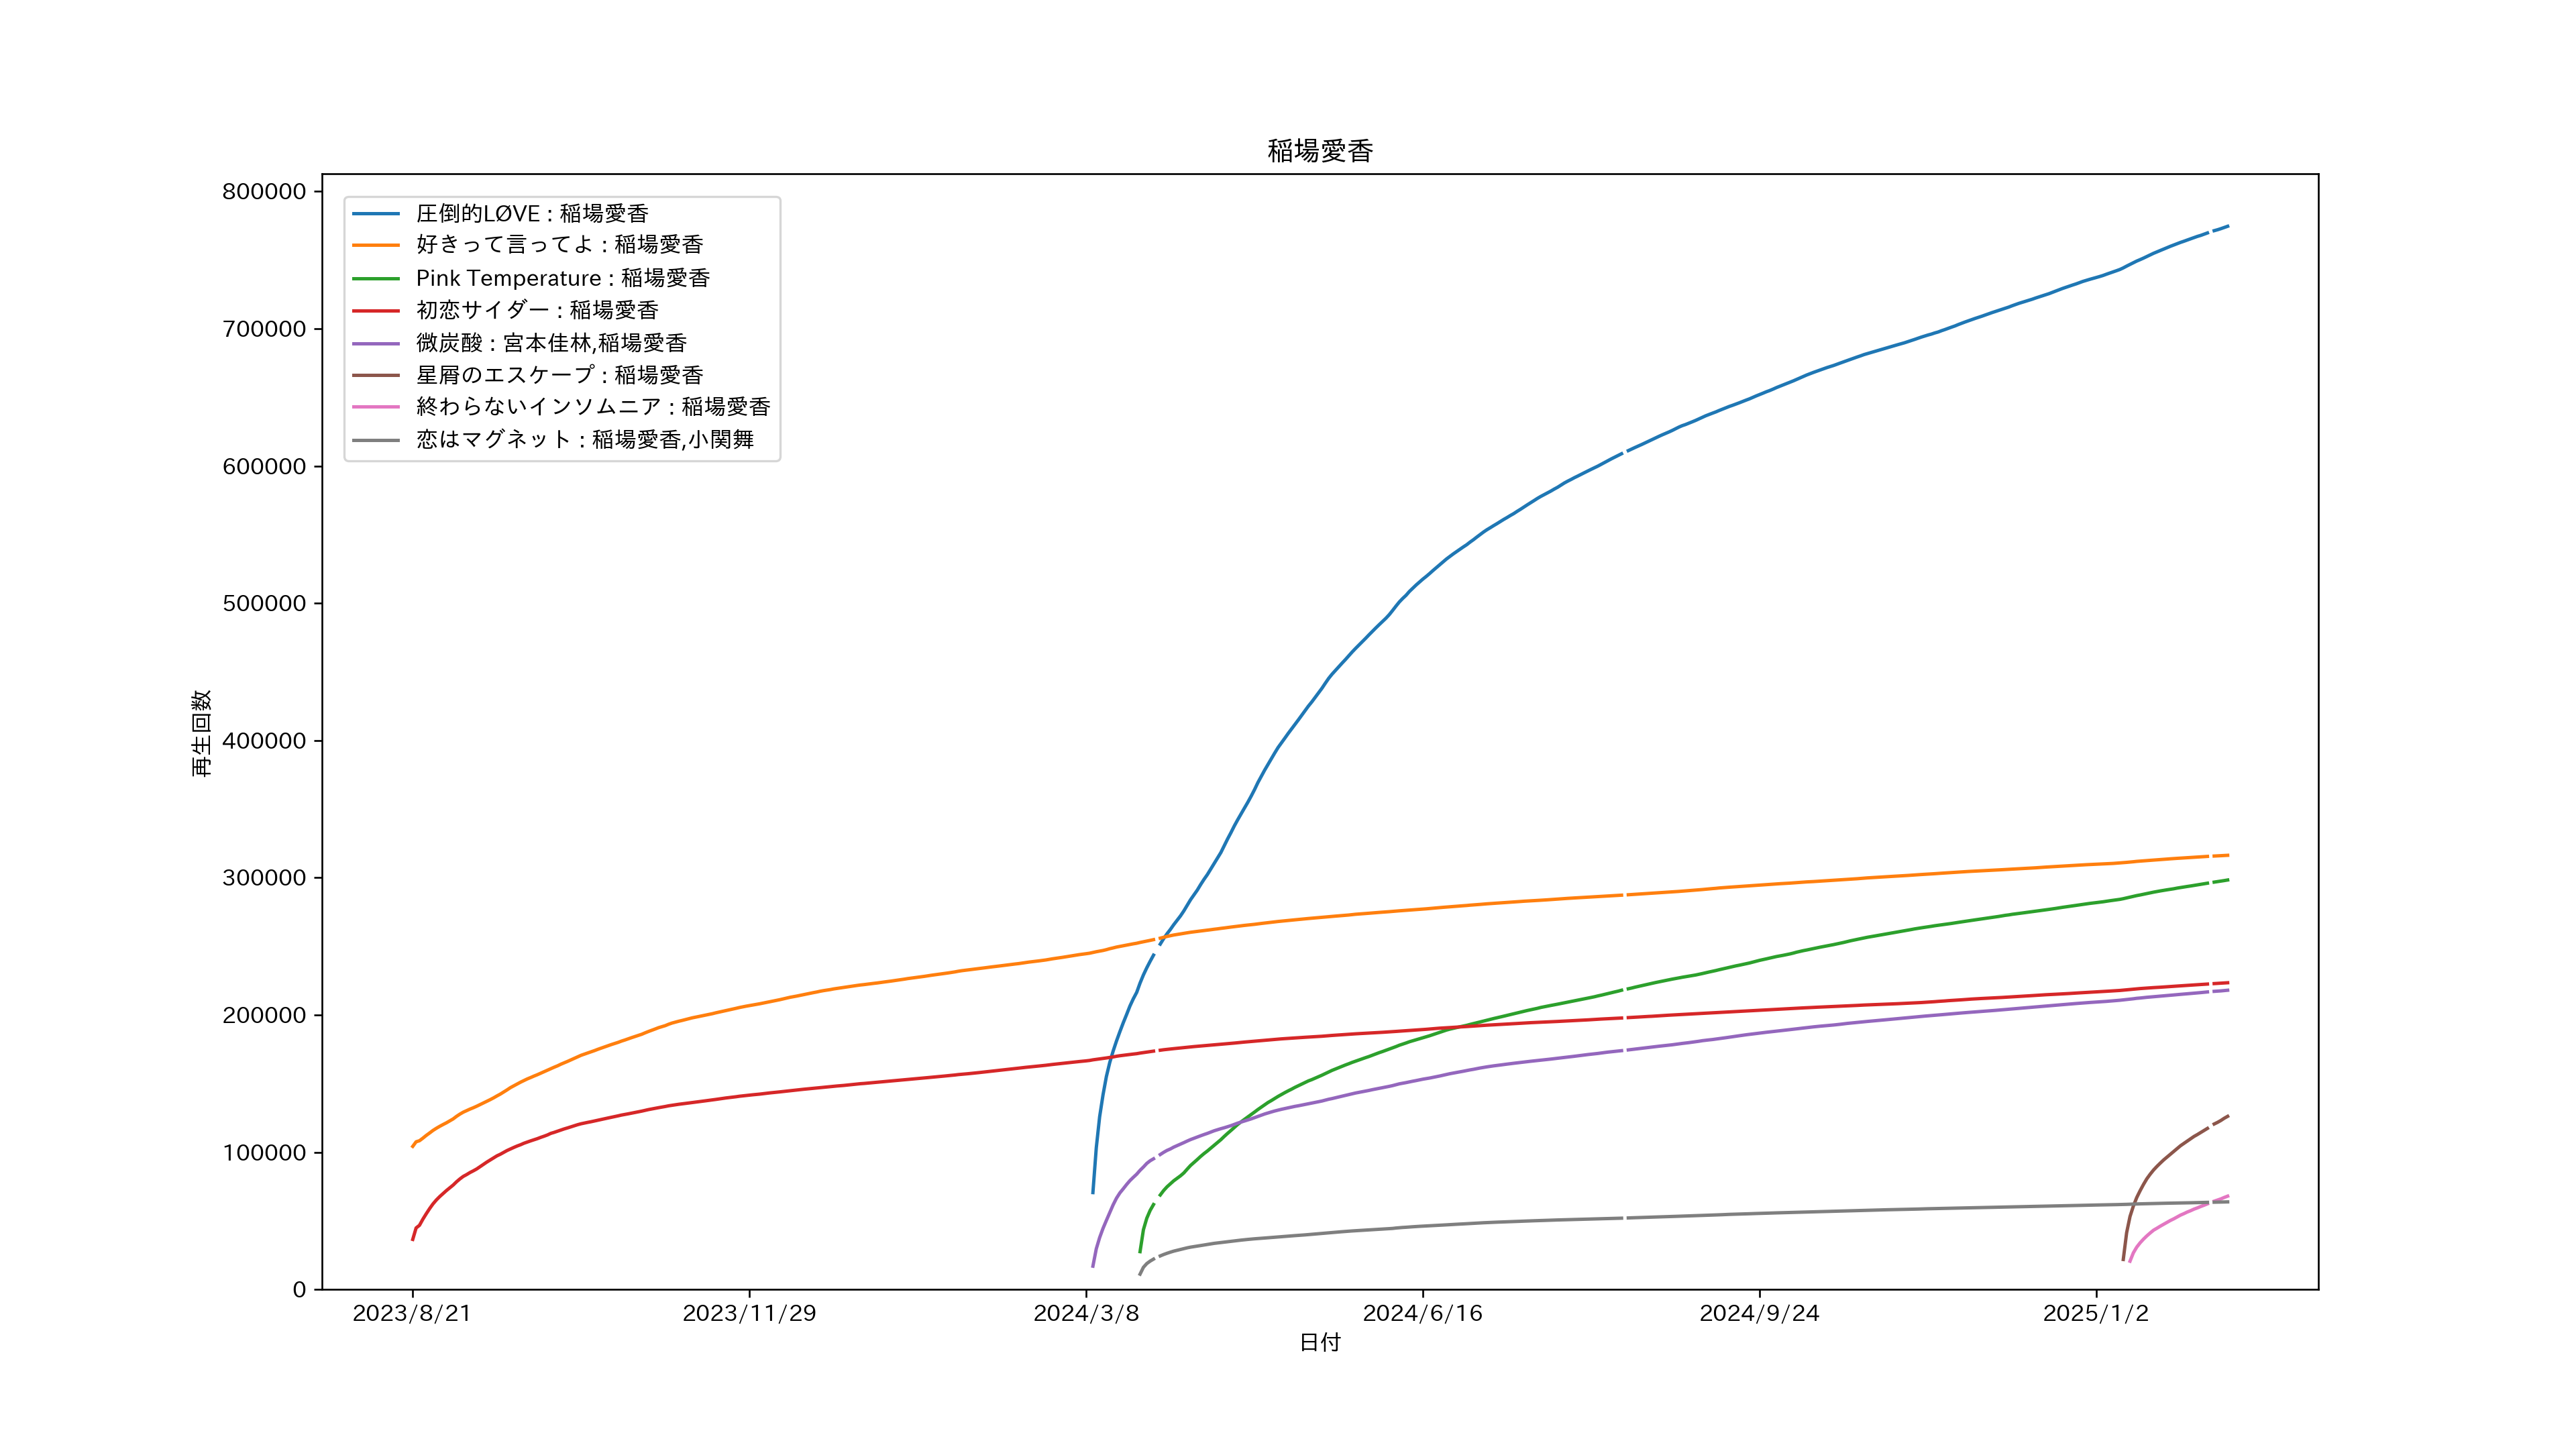 稲場愛香
800000
700000
600000
500000
400000
300000
200000
100000
0
再生回数
圧倒的LØVE : 稲場愛香
好きって言ってよ : 稲場愛香
Pink Temperature : 稲場愛香
初恋サイダー : 稲場愛香
微炭酸 : 宮本佳林,稲場愛香
星屑のエスケープ : 稲場愛香
終わらないインソムニア : 稲場愛香
恋はマグネット : 稲場愛香,小関舞
2023/8/21 2023/11/29 2024/3/8 2024/6/16 2024/9/24 2025/1/2
日付